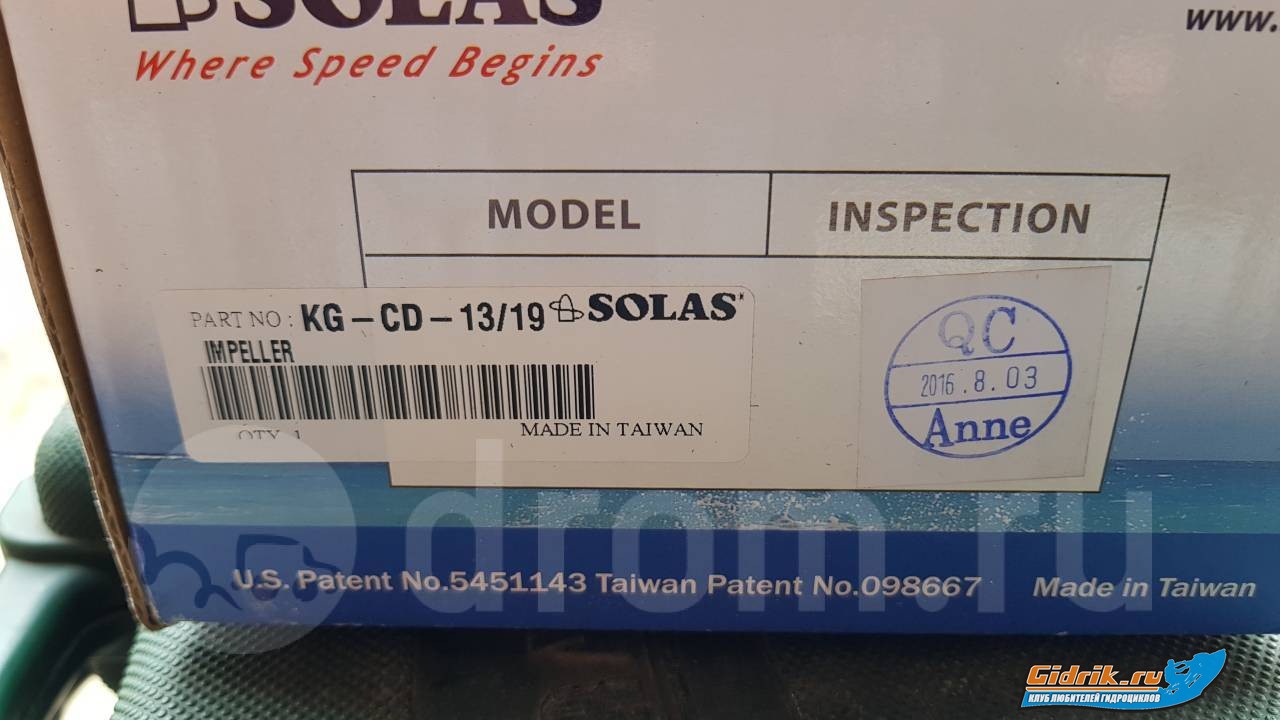 SOLAS
www.
Where Speed Begins
MODEL
INSPECTION
PART NO : KG-CD-13/19 SOLAS
IMPELLER
QTY 1
MADE IN TAIWAN
QC
2016.8.03
Anne
drom.ru
U.S. Patent No.5451143 Taiwan Patent No.098667 Made in Taiwan
Gidrik.ru
КЛУБ ЛЮБИТЕЛЕЙ ГИДРОЦИКЛОВ